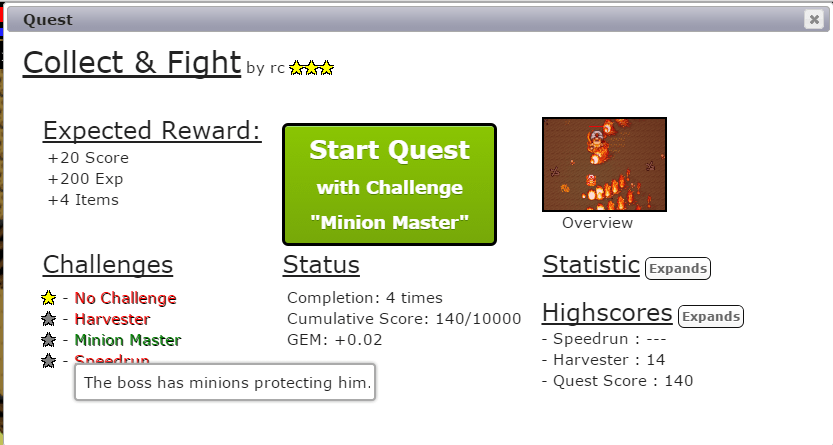 Quest
Collect & Fight by rc
Expected Reward:
+20 Score
+200 Exp
+4 Items
Start Quest
with Challenge
"Minion Master"
Overview
Challenges
- No Challenge
- Harvester
- Minion Master
- Speedrun
The boss has minions protecting him.
Status
Completion: 4 times
Cumulative Score: 140/10000
GEM: +0.02
Statistic Expands
Highscores Expands
- Speedrun : ---
- Harvester : 14
- Quest Score : 140